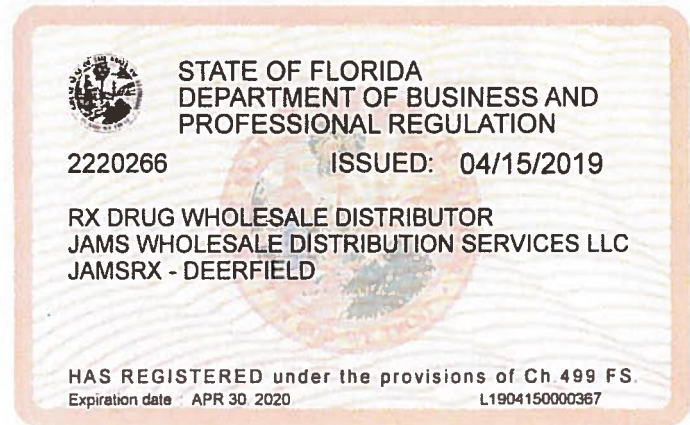 STATE OF FLORIDA
DEPARTMENT OF BUSINESS AND
PROFESSIONAL REGULATION
2220266 ISSUED: 04/15/2019
RX DRUG WHOLESALE DISTRIBUTOR
JAMS WHOLESALE DISTRIBUTION SERVICES LLC
JAMSRX - DEERFIELD
HAS REGISTERED under the provisions of Ch.499 FS.
Expiration date : APR 30, 2020 L1904150000367